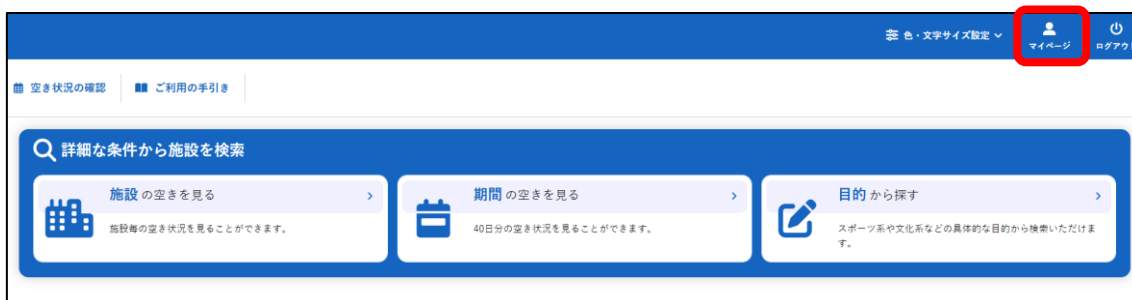 色・文字サイズ設定
マイページ
ログアウ
空き状況の確認
ご利用の手引き
詳細な条件から施設を検索
施設 の空きを見る
施設毎の空き状況を見ることができます。
期間 の空きを見る
40日分の空き状況を見ることができます。
目的 から探す
スポーツ系や文化系などの具体的な目的から検索いただけま
す。